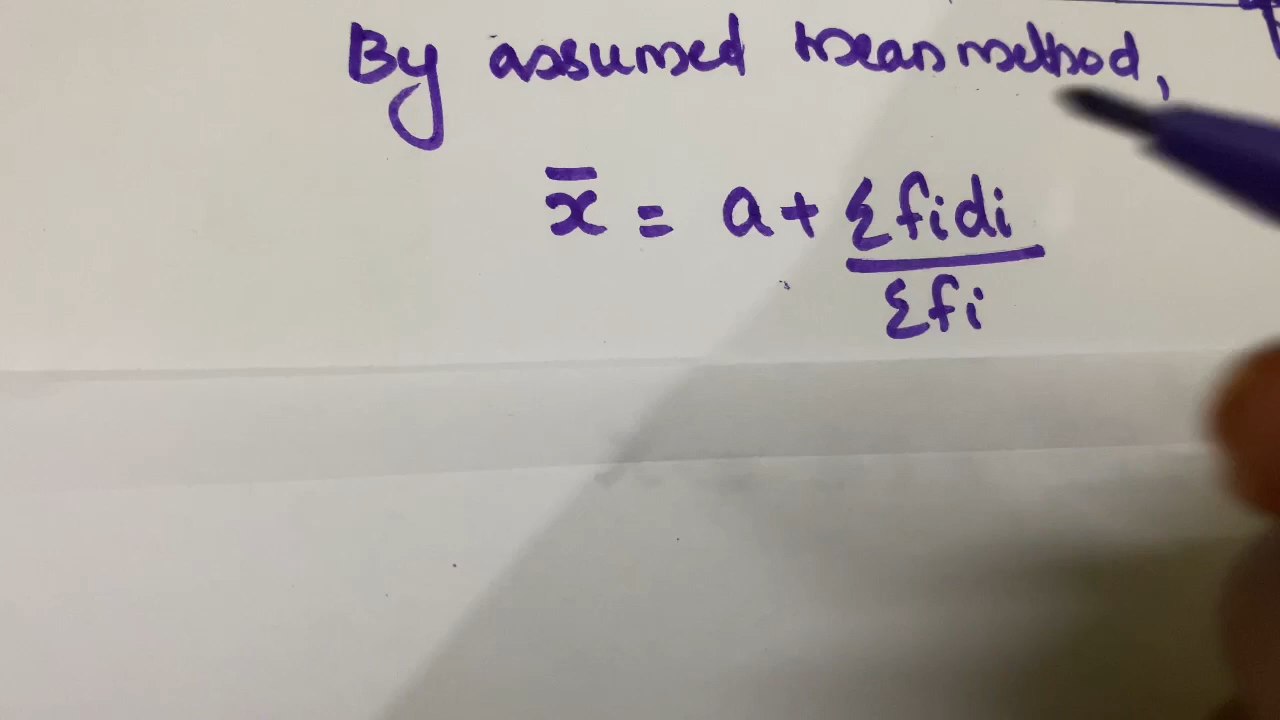 By assumed mean method,
x̄ = a + Σfidi
Σfi